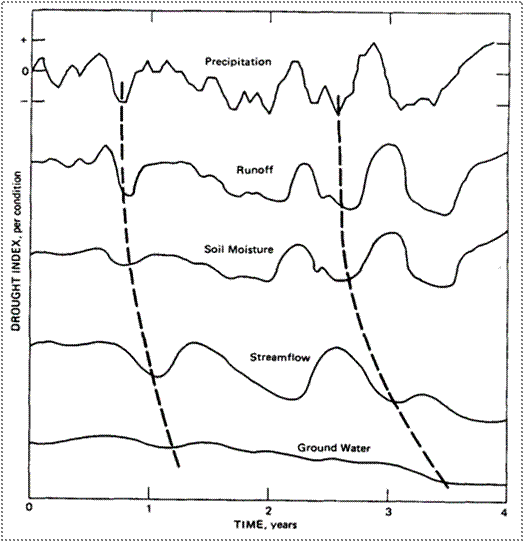 +
0
−
Precipitation
Runoff
Soil Moisture
Streamflow
Ground Water
DROUGHT INDEX, per condition
0 1 2 3 4
TIME, years